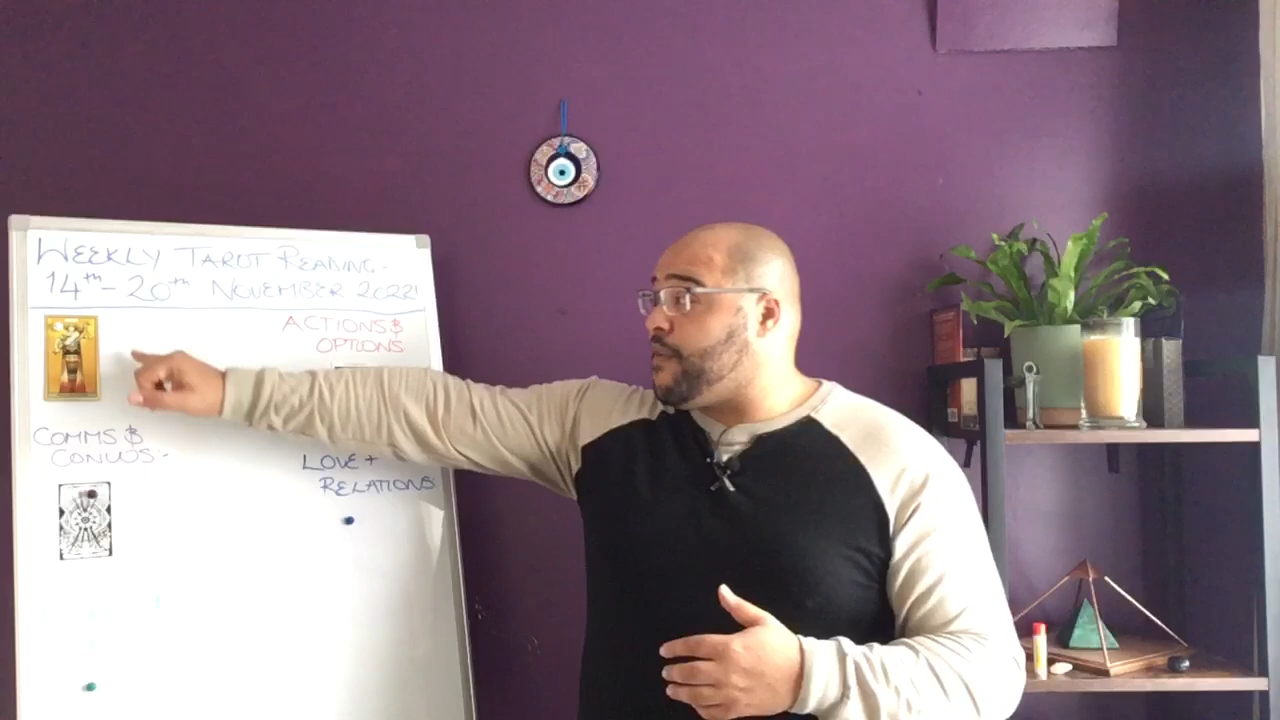 WEEKLY TAROT READING-
14th - 20th NOVEMBER 2022!
ACTIONS &
OPTIONS
COMMS &
CONVOS:-
LOVE +
RELATIONS